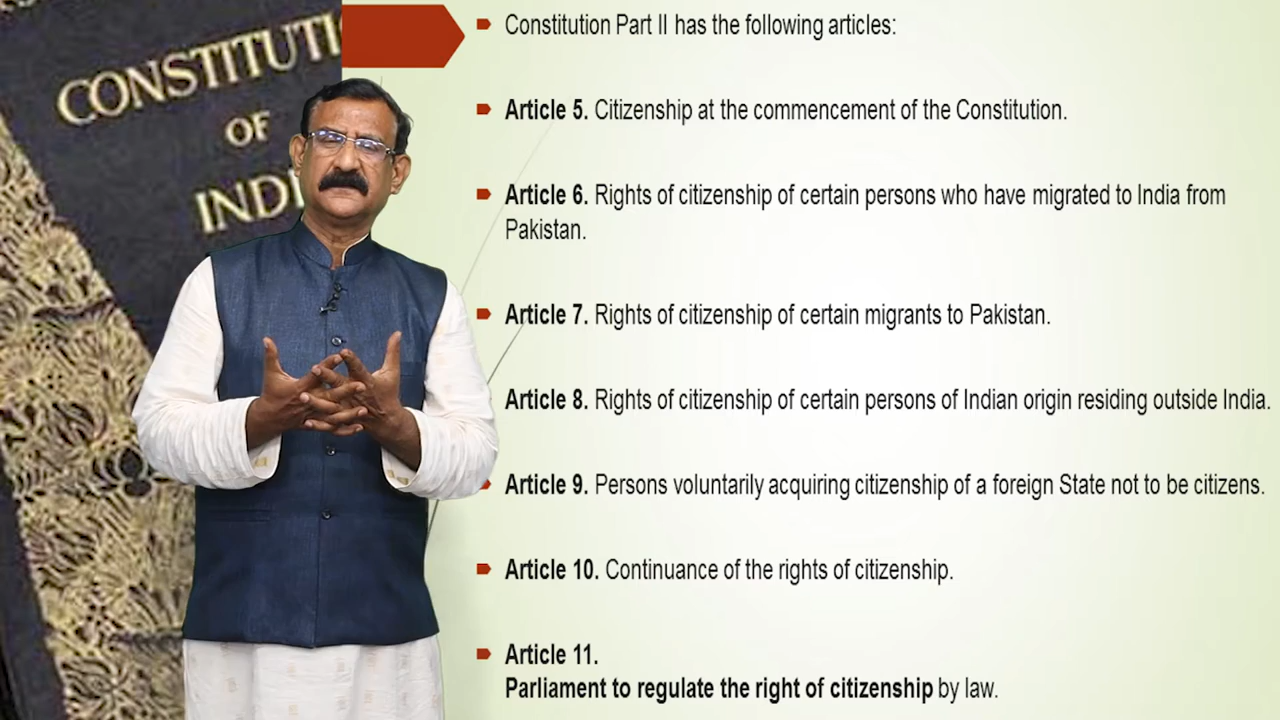 CONSTITUTI
OF
INDI
Constitution Part II has the following articles:
Article 5. Citizenship at the commencement of the Constitution.
Article 6. Rights of citizenship of certain persons who have migrated to India from
Pakistan.
Article 7. Rights of citizenship of certain migrants to Pakistan.
Article 8. Rights of citizenship of certain persons of Indian origin residing outside India.
Article 9. Persons voluntarily acquiring citizenship of a foreign State not to be citizens.
Article 10. Continuance of the rights of citizenship.
Article 11.
Parliament to regulate the right of citizenship by law.